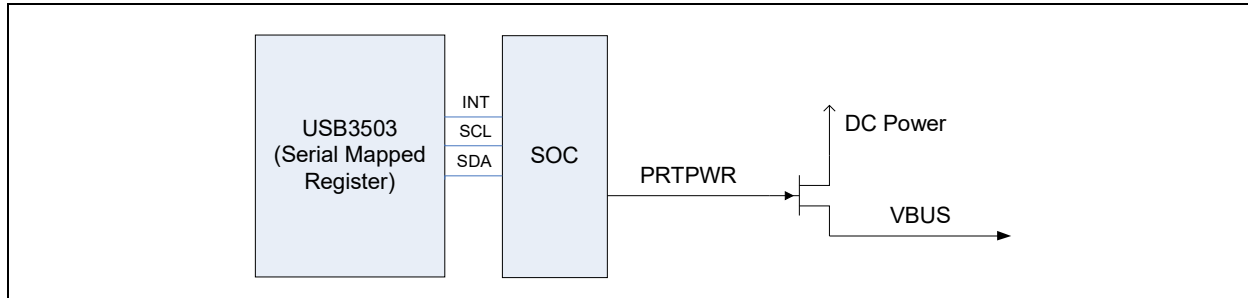 USB3503
(Serial Mapped
Register)
INT
SCL
SDA
SOC
PRTPWR
DC Power
VBUS